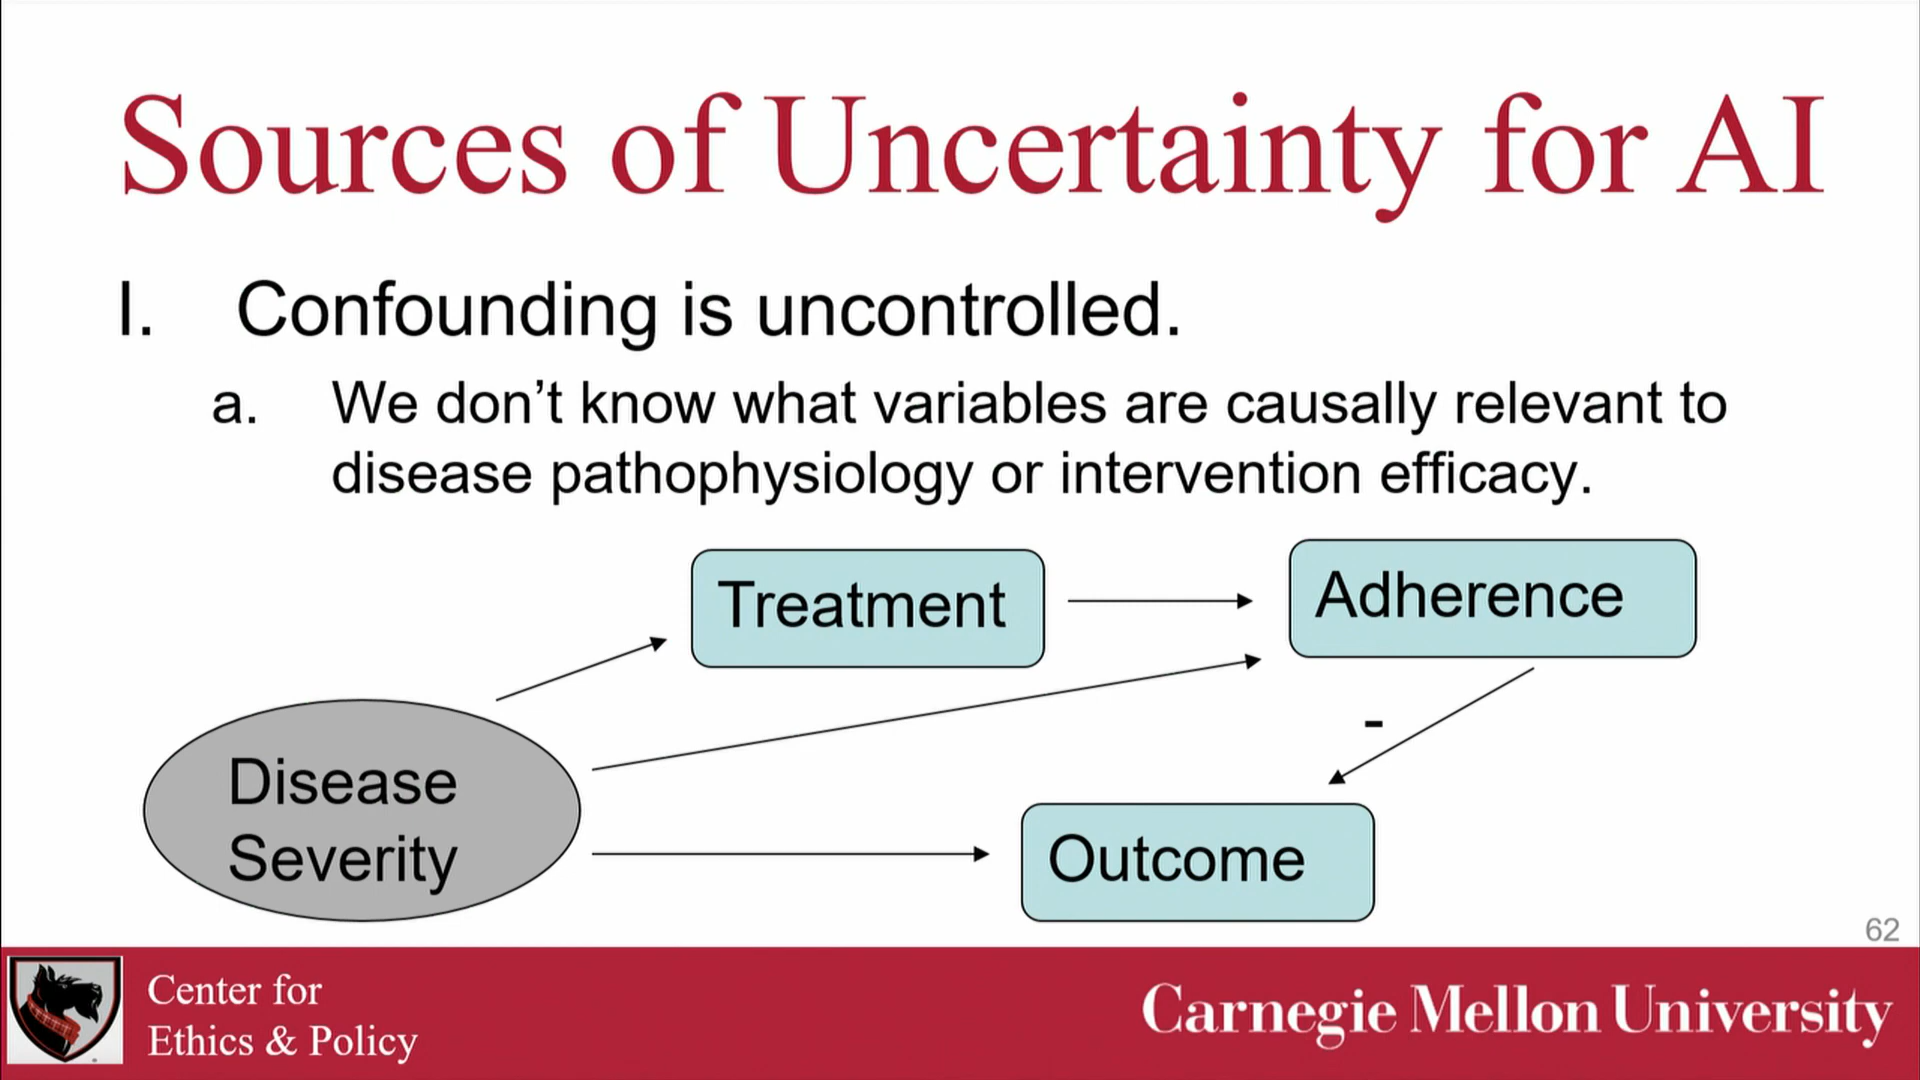 Sources of Uncertainty for AI
I. Confounding is uncontrolled.
a. We don’t know what variables are causally relevant to
disease pathophysiology or intervention efficacy.
Treatment
Adherence
-
Disease
Severity
Outcome
62
Center for
Ethics & Policy
Carnegie Mellon University